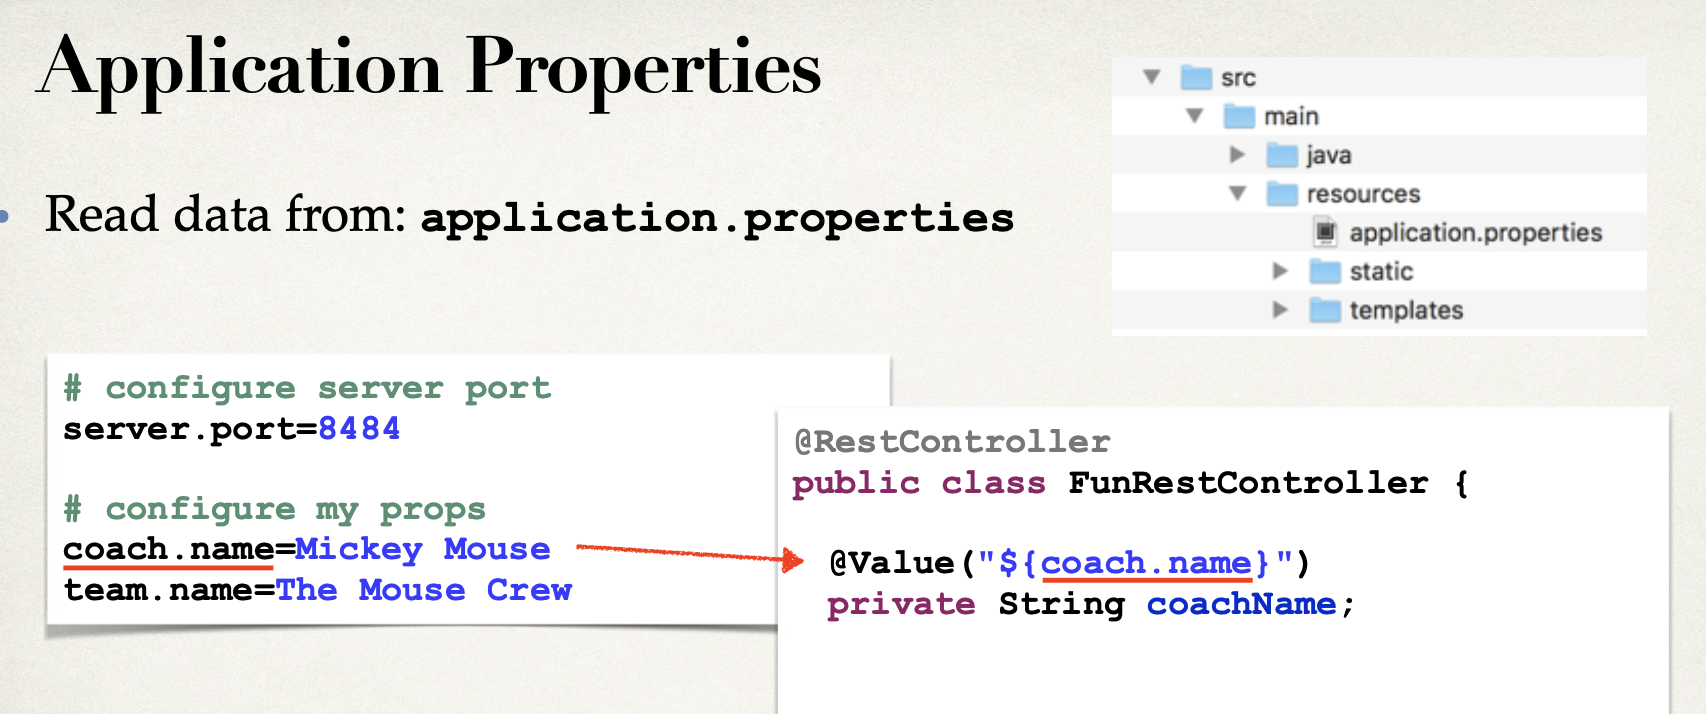 Application Properties
• Read data from: application.properties
src
main
java
resources
application.properties
static
templates
# configure server port
server.port=8484
# configure my props
coach.name=Mickey Mouse
team.name=The Mouse Crew
@RestController
public class FunRestController {
@Value("${coach.name}")
private String coachName;